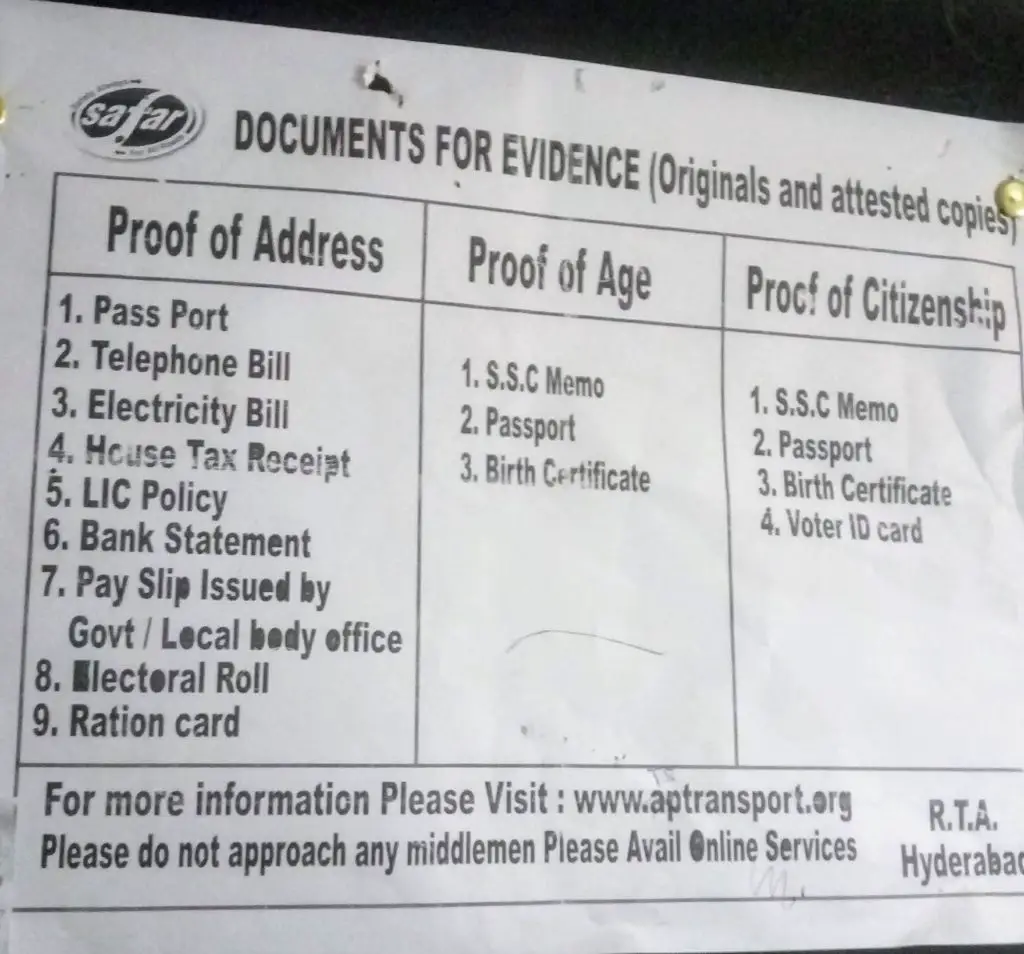 safar
DOCUMENTS FOR EVIDENCE (Originals and attested copies)
Proof of Address
1. Pass Port
2. Telephone Bill
3. Electricity Bill
4. House Tax Receipt
5. LIC Policy
6. Bank Statement
7. Pay Slip Issued by
Govt / Local body office
8. Electoral Roll
9. Ration card
Proof of Age
1. S.S.C Memo
2. Passport
3. Birth Certificate
Proof of Citizenship
1. S.S.C Memo
2. Passport
3. Birth Certificate
4. Voter ID card
For more information Please Visit : www.aptransport.org
Please do not approach any middlemen Please Avail Online Services
R.T.A.
Hyderabad